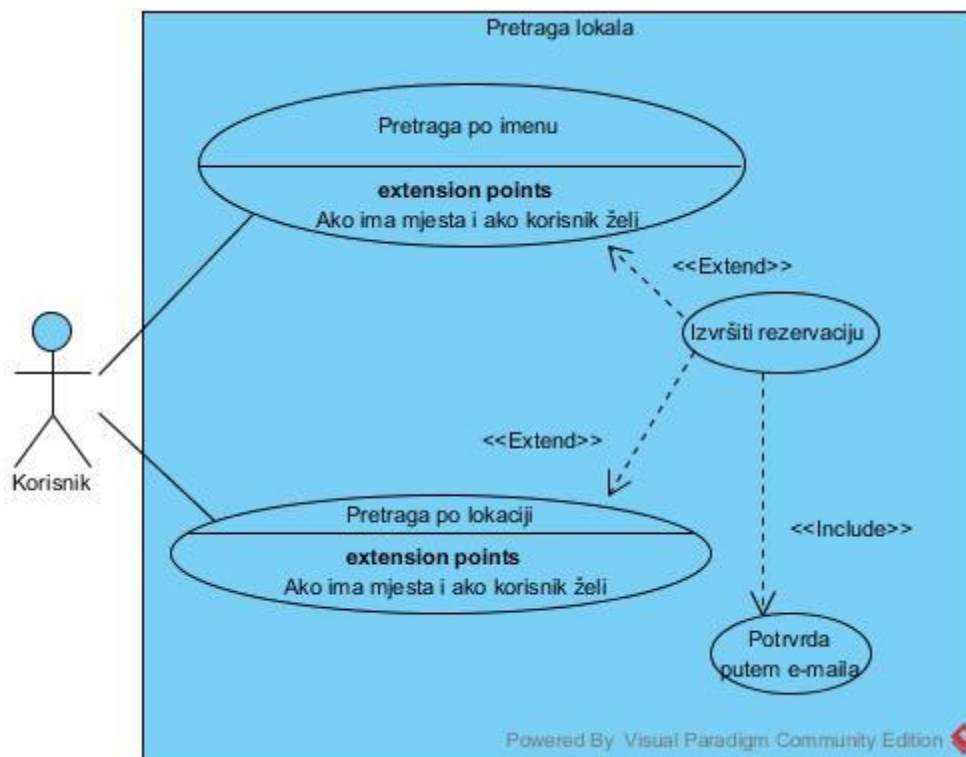 Pretraga lokala
Pretraga po imenu
extension points
Ako ima mjesta i ako korisnik želi
<<Extend>>
Izvršiti rezervaciju
<<Extend>>
Korisnik
Pretraga po lokaciji
extension points
Ako ima mjesta i ako korisnik želi
<<Include>>
Potrvrda
putem e-maila
Powered By Visual Paradigm Community Edition